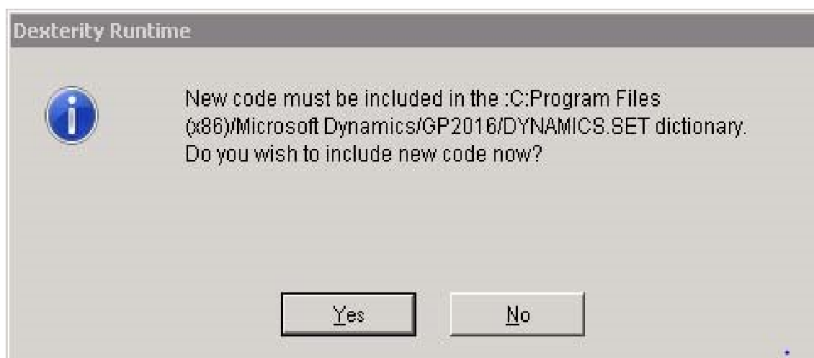 Dexterity Runtime
New code must be included in the :C:Program Files
(x86)/Microsoft Dynamics/GP2016/DYNAMICS.SET dictionary.
Do you wish to include new code now?
Yes
No